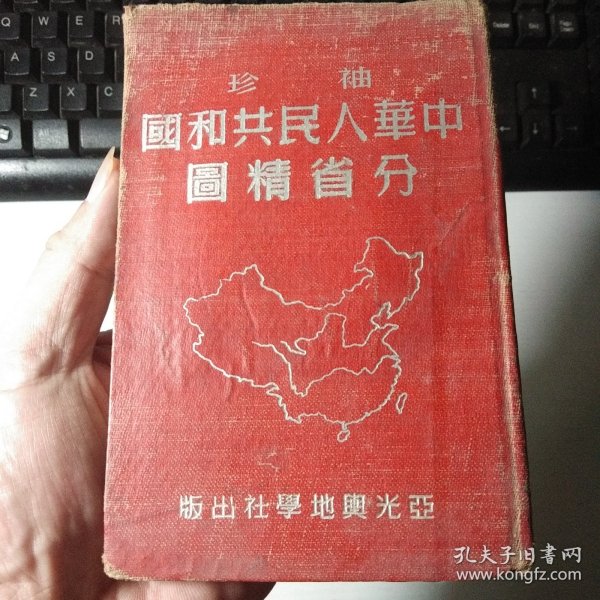 袖珍
中華人民共和國
分省精圖
亞光輿地學社出版
孔夫子旧書网
www.kongfz.com